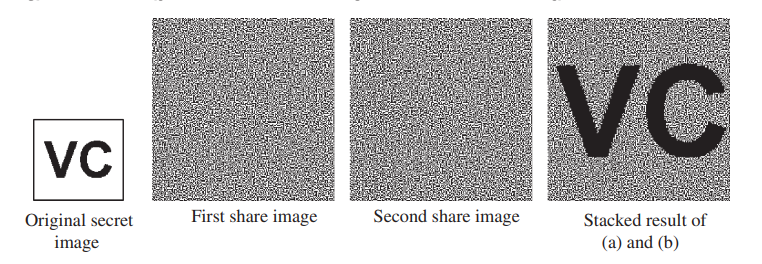 VC
VC
Original secret
image
First share image
Second share image
Stacked result of
(a) and (b)